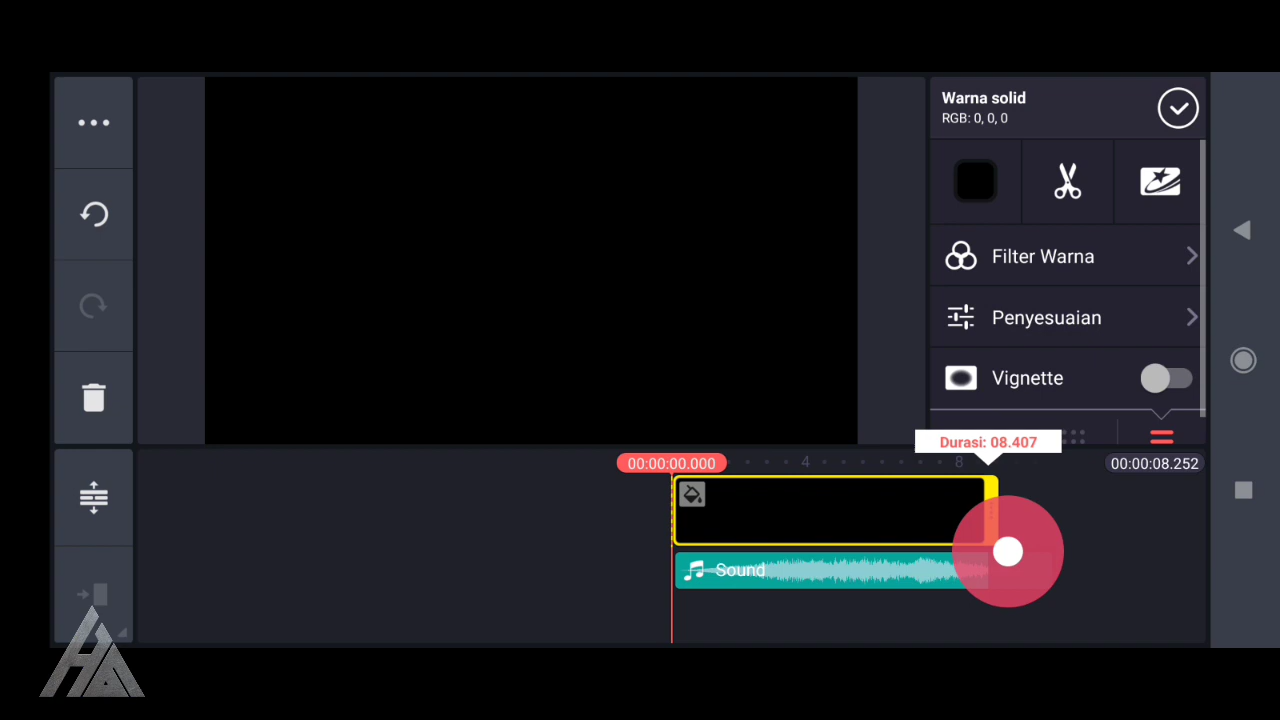 Warna solid
RGB: 0, 0, 0
Filter Warna
Penyesuaian
Vignette
Durasi: 08.407
00:00:00.000
4
8
00:00:08.252
Sound